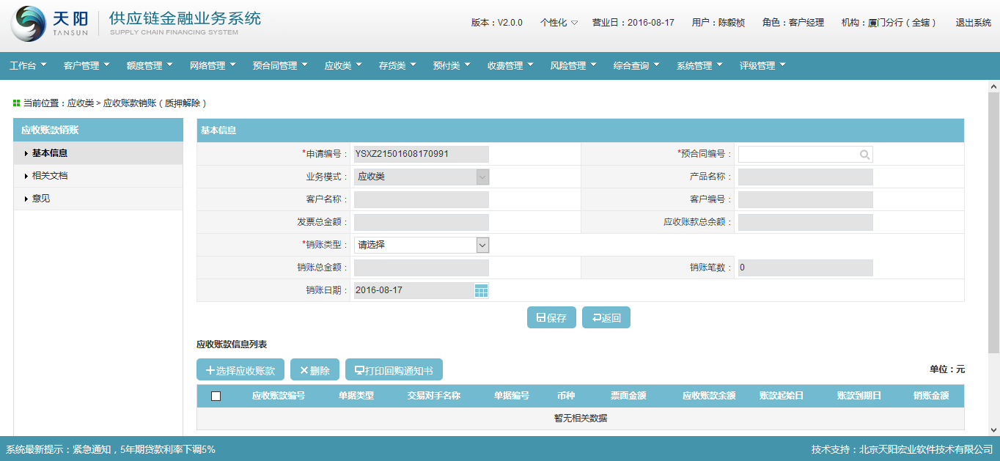 天阳 TANSUN 供应链金融业务系统 SUPPLY CHAIN FINANCING SYSTEM
版本：V2.0.0 个性化 营业日：2016-08-17 用户：陈毅桢 角色：客户经理 机构：厦门分行（全辖） 退出系统
工作台 客户管理 额度管理 网络管理 预合同管理 应收类 存货类 预付类 收费管理 风险管理 综合查询 系统管理 评级管理
当前位置：应收类 > 应收账款销账（质押解除）
应收账款销账
基本信息
相关文档
意见
基本信息
*申请编号： YSXZ21501608170991 *预合同编号：
业务模式： 应收类 产品名称：
客户名称： 客户编号：
发票总金额： 应收账款总余额：
*销账类型： 请选择
销账总金额： 销账笔数： 0
销账日期： 2016-08-17
保存 返回
应收账款信息列表
选择应收账款 删除 打印回购通知书 单位：元
应收账款编号 单据类型 交易对手名称 单据编号 币种 票面金额 应收账款余额 账款起始日 账款到期日 销账金额
暂无相关数据
系统最新提示：紧急通知，5年期贷款利率下调5% 技术支持：北京天阳宏业软件技术有限公司